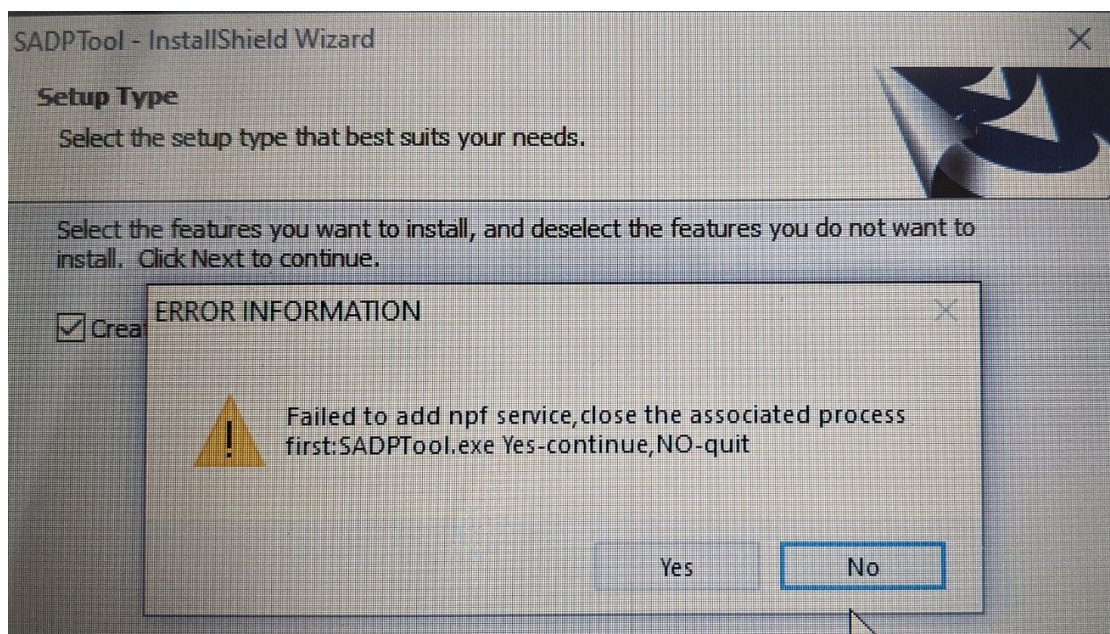 SADPTool - InstallShield Wizard
Setup Type
Select the setup type that best suits your needs.
Select the features you want to install, and deselect the features you do not want to
install. Click Next to continue.
Crea
ERROR INFORMATION
Failed to add npf service,close the associated process
first:SADPTool.exe Yes-continue,NO-quit
Yes
No